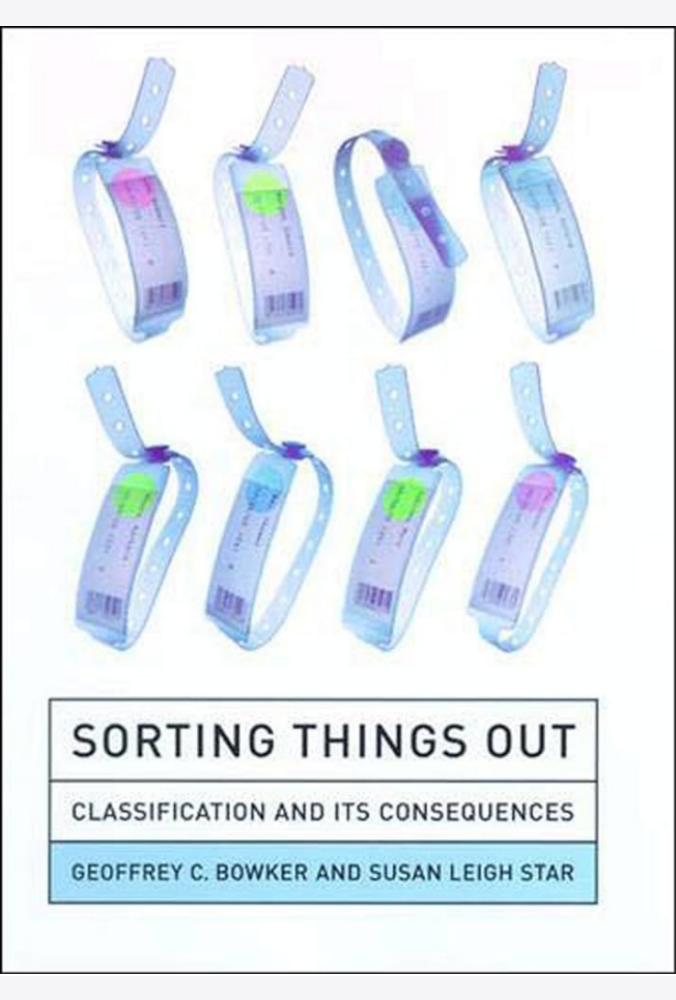 SORTING THINGS OUT
CLASSIFICATION AND ITS CONSEQUENCES
GEOFFREY C. BOWKER AND SUSAN LEIGH STAR